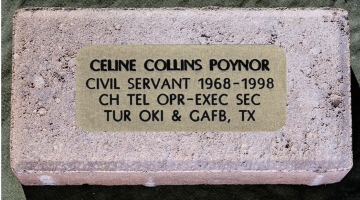 CELINE COLLINS POYNOR
CIVIL SERVANT 1968-1998
CH TEL OPR-EXEC SEC
TUR OKI & GAFB, TX